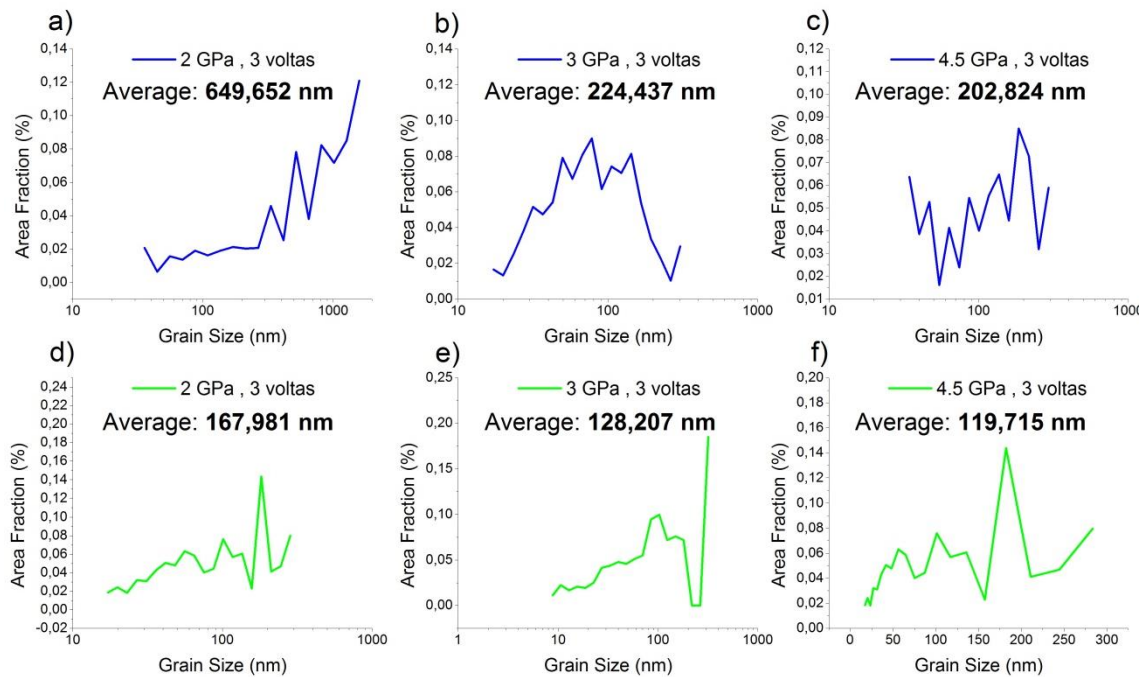 a)
2 GPa , 3 voltas
Average: 649,652 nm
Area Fraction (%)
0,14
0,12
0,10
0,08
0,06
0,04
0,02
0,00
10
100
1000
Grain Size (nm)
b)
3 GPa , 3 voltas
Average: 224,437 nm
Area Fraction (%)
0,14
0,12
0,10
0,08
0,06
0,04
0,02
0,00
10
100
1000
Grain Size (nm)
c)
4.5 GPa , 3 voltas
Average: 202,824 nm
Area Fraction (%)
0,12
0,11
0,10
0,09
0,08
0,07
0,06
0,05
0,04
0,03
0,02
0,01
10
100
1000
Grain Size (nm)
d)
2 GPa , 3 voltas
Average: 167,981 nm
Area Fraction (%)
0,24
0,22
0,20
0,18
0,16
0,14
0,12
0,10
0,08
0,06
0,04
0,02
0,00
-0,02
10
100
1000
Grain Size (nm)
e)
3 GPa , 3 voltas
Average: 128,207 nm
Area Fraction (%)
0,25
0,20
0,15
0,10
0,05
0,00
1
10
100
1000
Grain Size (nm)
f)
4.5 GPa , 3 voltas
Average: 119,715 nm
Area Fraction (%)
0,20
0,18
0,16
0,14
0,12
0,10
0,08
0,06
0,04
0,02
0,00
0
50
100
150
200
250
300
Grain Size (nm)